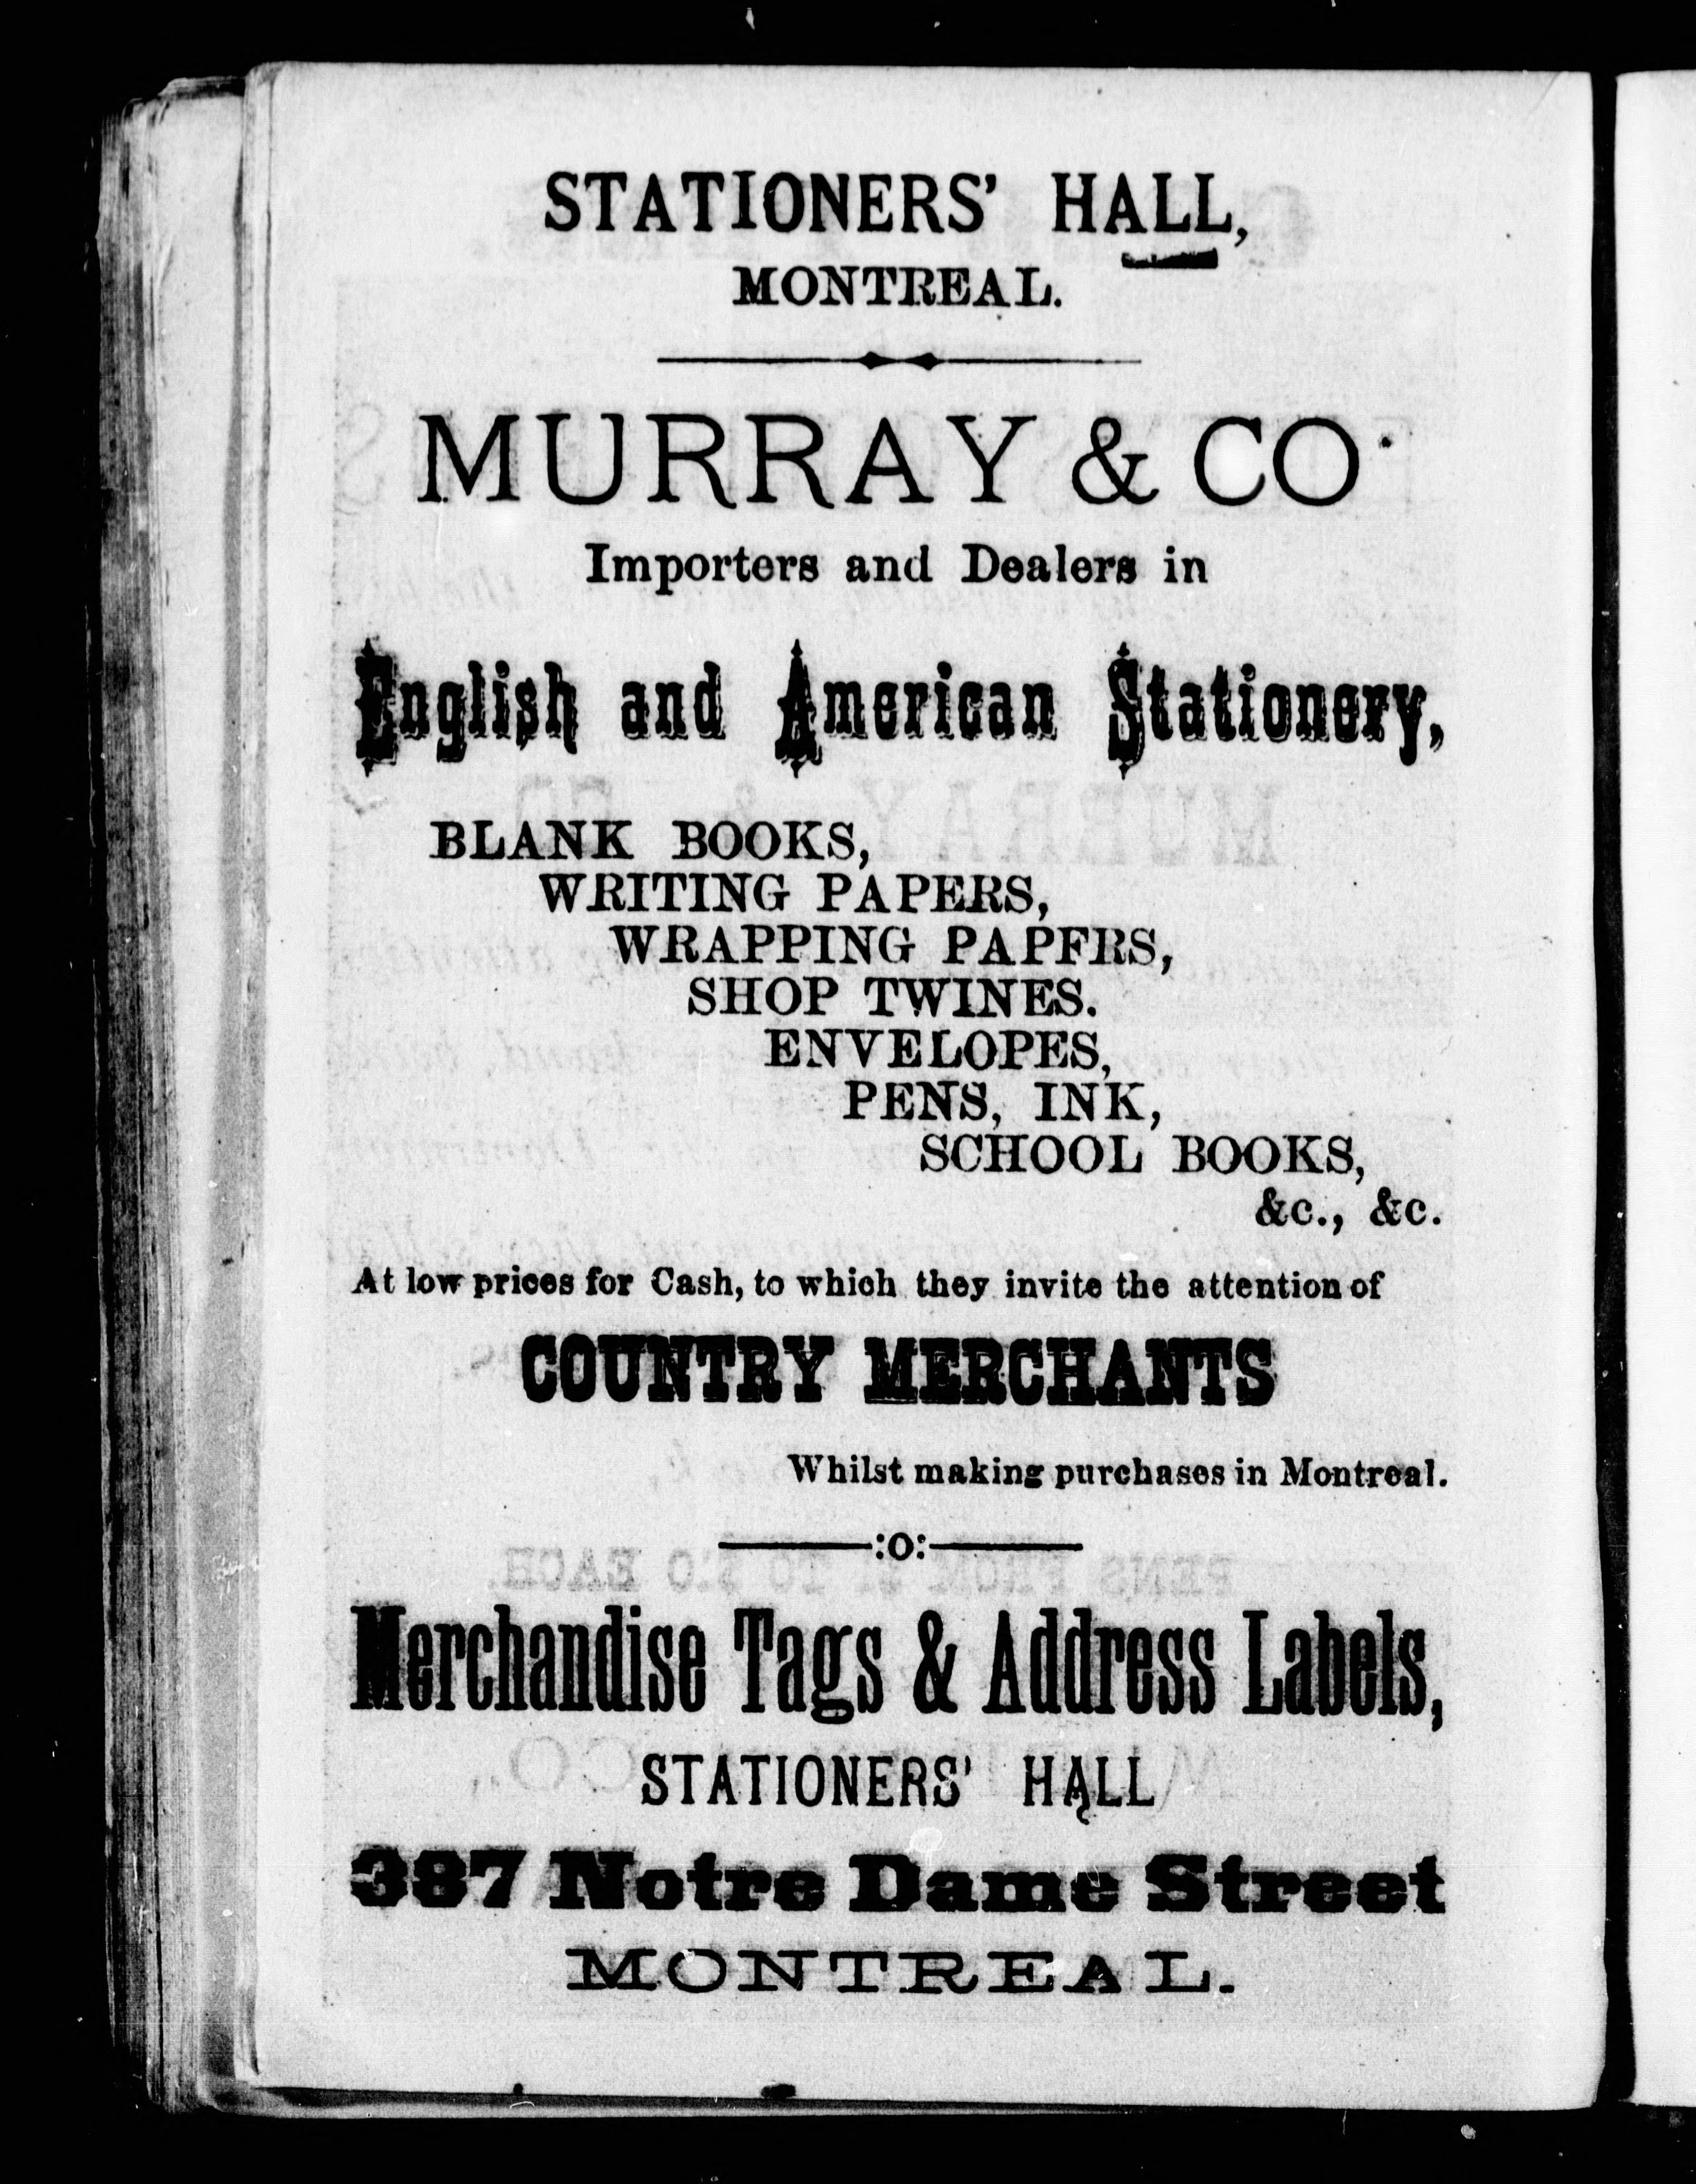 STATIONERS' HALL,
MONTREAL.
MURRAY & CO.
Importers and Dealers in
English and American Stationery,
BLANK BOOKS,
WRITING PAPERS,
WRAPPING PAPERS,
SHOP TWINES.
ENVELOPES,
PENS, INK,
SCHOOL BOOKS,
&c., &c.
At low prices for Cash, to which they invite the attention of
COUNTRY MERCHANTS
Whilst making purchases in Montreal.
:o:
Merchandise Tags & Address Labels,
STATIONERS' HALL
387 Notre Dame Street
MONTREAL.